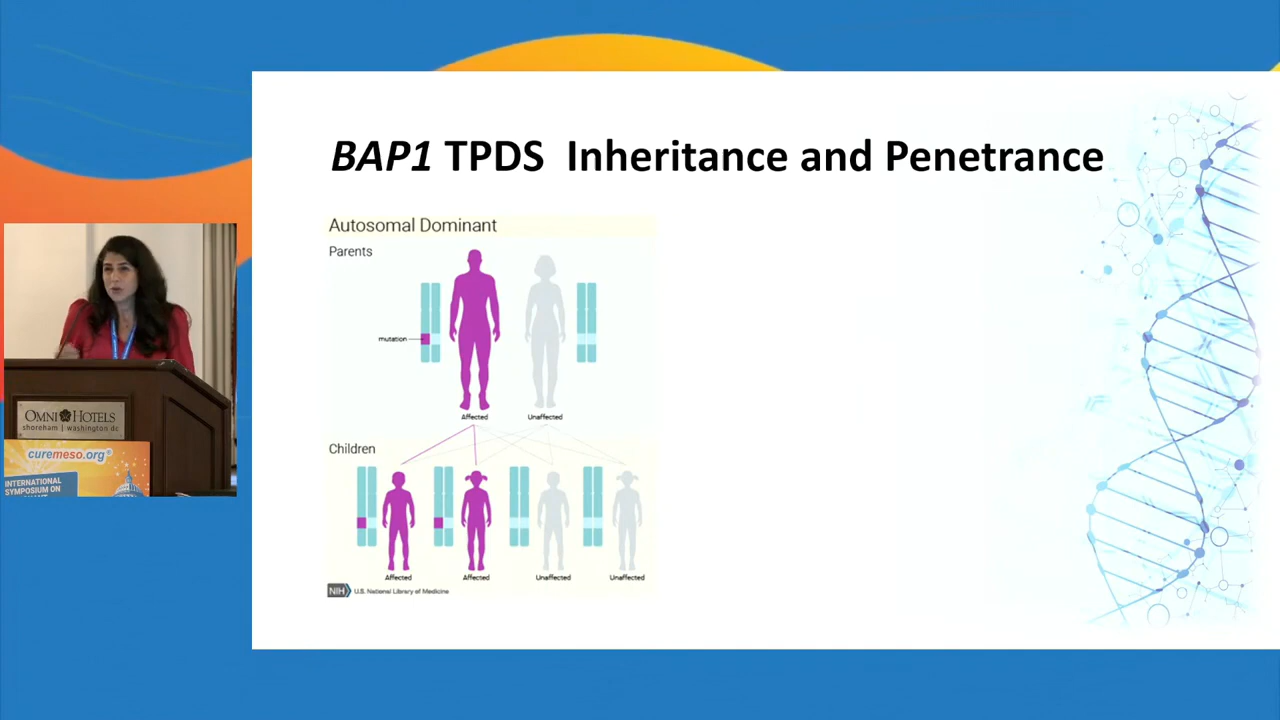 BAP1 TPDS Inheritance and Penetrance
Autosomal Dominant
Parents
mutation
Affected
Unaffected
Children
Affected
Affected
Unaffected
Unaffected
NIH U.S. National Library of Medicine
OMNI HOTELS
shoreham | washington dc
curemeso.org®
INTERNATIONAL
SYMPOSIUM ON